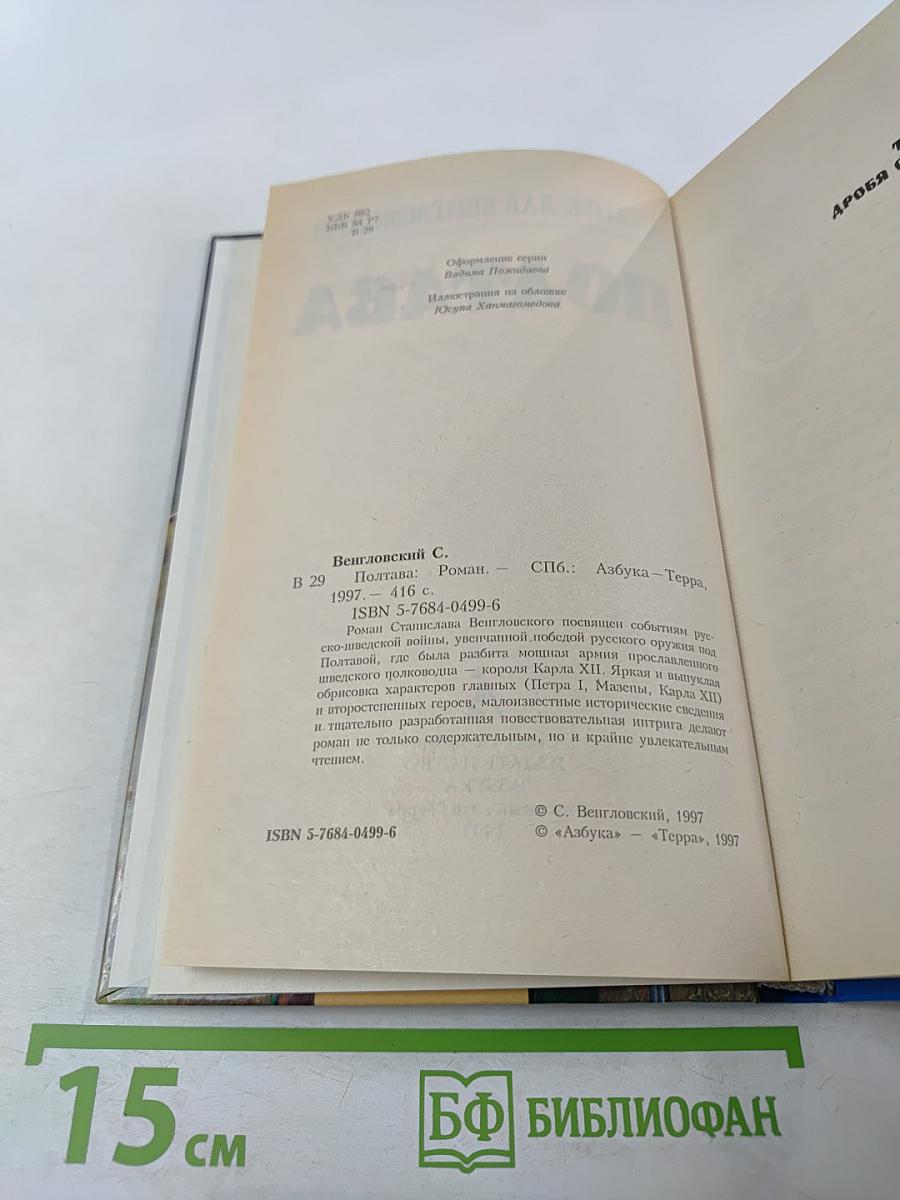 УДК 882
ББК 84 Р7
В 29
Оформление серии
Вадима Пожидаева
Иллюстрация на обложке
Юсупа Ханмагомедова
Венгловский С.
В 29 Полтава: Роман. — СПб.: Азбука—Терра,
1997.— 416 с.
ISBN 5-7684-0499-6
Роман Станислава Венгловского посвящен событиям рус-
ско-шведской войны, увенчанной победой русского оружия под
Полтавой, где была разбита мощная армия прославленного
шведского полководца — короля Карла XII. Яркая и выпуклая
обрисовка характеров главных (Петра I, Мазепы, Карла XII)
и второстепенных героев, малоизвестные исторические сведения
и тщательно разработанная повествовательная интрига делают
роман не только содержательным, но и крайне увлекательным
чтением.
© С. Венгловский, 1997
ISBN 5-7684-0499-6 © «Азбука» — «Терра», 1997
ДРОБЯ
15 см
БФ БИБЛИОФАН